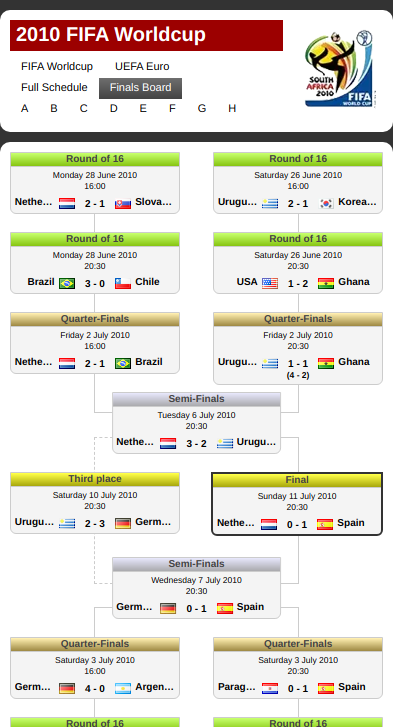 2010 FIFA Worldcup
FIFA Worldcup UEFA Euro
Full Schedule Finals Board
A B C D E F G H
SOUTH AFRICA 2010
FIFA
WORLD CUP
Round of 16
Monday 28 June 2010
16:00
Nethe... 2 - 1 Slova...
Round of 16
Saturday 26 June 2010
16:00
Urugu... 2 - 1 Korea...
Round of 16
Monday 28 June 2010
20:30
Brazil 3 - 0 Chile
Round of 16
Saturday 26 June 2010
20:30
USA 1 - 2 Ghana
Quarter-Finals
Friday 2 July 2010
16:00
Nethe... 2 - 1 Brazil
Quarter-Finals
Friday 2 July 2010
20:30
Urugu... 1 - 1 Ghana
(4 - 2)
Semi-Finals
Tuesday 6 July 2010
20:30
Nethe... 3 - 2 Urugu...
Third place
Saturday 10 July 2010
20:30
Urugu... 2 - 3 Germ...
Final
Sunday 11 July 2010
20:30
Nethe... 0 - 1 Spain
Semi-Finals
Wednesday 7 July 2010
20:30
Germ... 0 - 1 Spain
Quarter-Finals
Saturday 3 July 2010
16:00
Germ... 4 - 0 Argen...
Quarter-Finals
Saturday 3 July 2010
20:30
Parag... 0 - 1 Spain
Round of 16
Round of 16